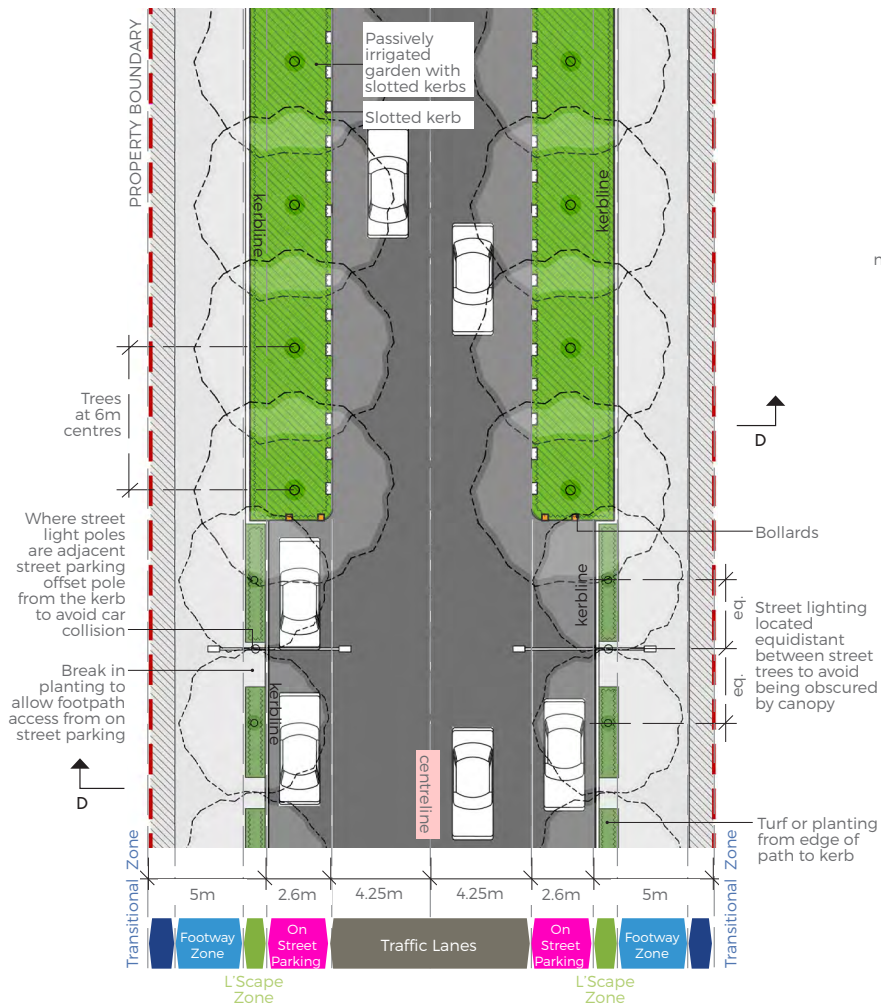 PROPERTY BOUNDARY
Passively
irrigated
garden with
slotted kerbs
Slotted kerb
kerbline
kerbline
n
Trees
at 6m
centres
D
Where street
light poles
are adjacent
street parking
offset pole
from the kerb
to avoid car
collision
Bollards
kerbline
eq.
eq.
Street lighting
located
equidistant
between street
trees to avoid
being obscured
by canopy
Break in
planting to
allow footpath
access from on
street parking
kerbline
D
centreline
Turf or planting
from edge of
path to kerb
Transitional Zone
5m
2.6m
4.25m
4.25m
2.6m
5m
Transitional Zone
Footway
Zone
On
Street
Parking
Traffic Lanes
On
Street
Parking
Footway
Zone
L'Scape
Zone
L'Scape
Zone